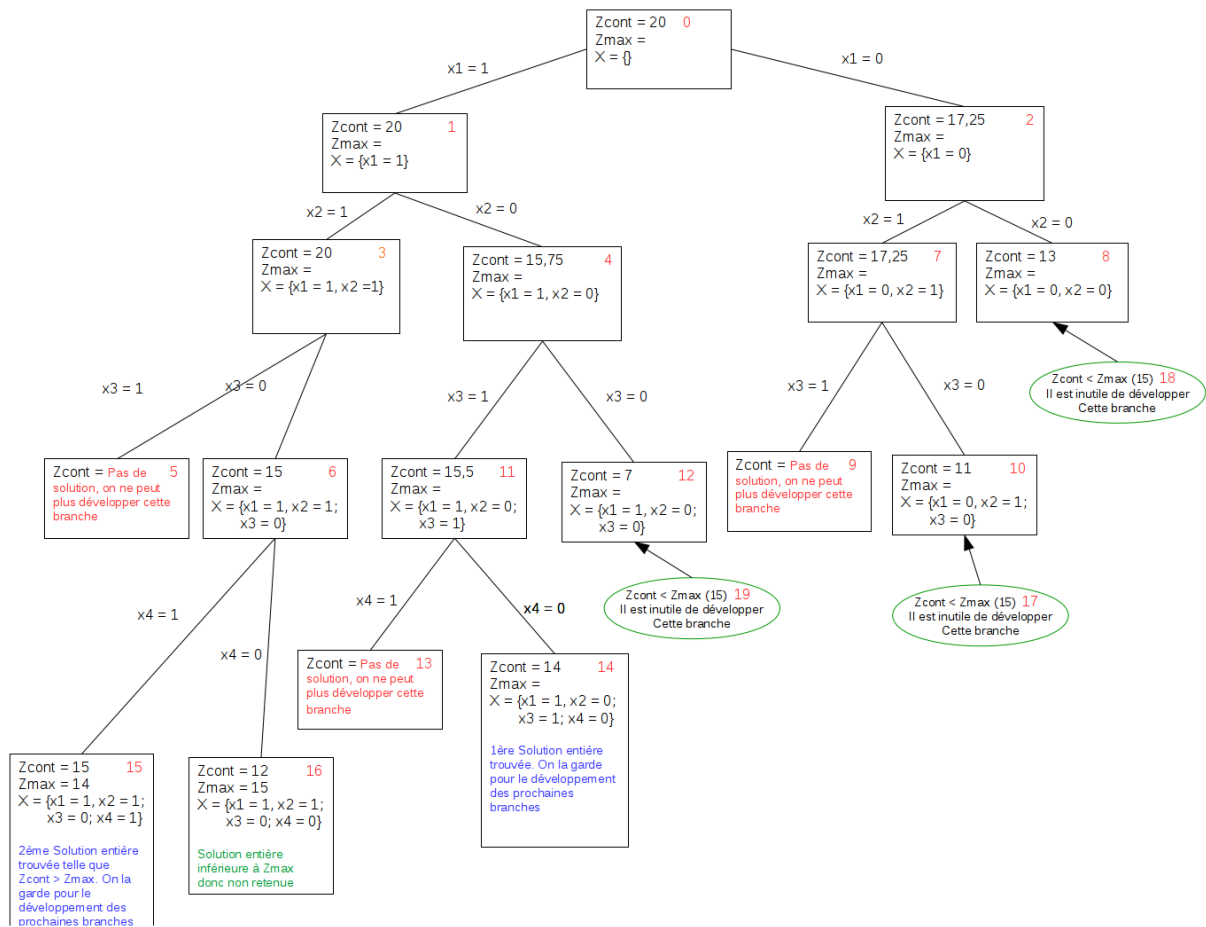 Zcont = 20 0
Zmax =
X = {}
x1 = 1
x1 = 0
Zcont = 20 1
Zmax =
X = {x1 = 1}
Zcont = 17,25 2
Zmax =
X = {x1 = 0}
x2 = 1
x2 = 0
x2 = 1
x2 = 0
Zcont = 20 3
Zmax =
X = {x1 = 1, x2 =1}
Zcont = 15,75 4
Zmax =
X = {x1 = 1, x2 = 0}
Zcont = 17,25 7
Zmax =
X = {x1 = 0, x2 = 1}
Zcont = 13 8
Zmax =
X = {x1 = 0, x2 = 0}
x3 = 1
x3 = 0
x3 = 1
x3 = 0
x3 = 1
x3 = 0
Zcont < Zmax (15) 18
Il est inutile de développer
Cette branche
Zcont = Pas de 5
solution, on ne peut
plus développer cette
branche
Zcont = 15 6
Zmax =
X = {x1 = 1, x2 = 1;
x3 = 0}
Zcont = 15,5 11
Zmax =
X = {x1 = 1, x2 = 0;
x3 = 1}
Zcont = 7 12
Zmax =
X = {x1 = 1, x2 = 0;
x3 = 0}
Zcont = Pas de 9
solution, on ne peut
plus développer cette
branche
Zcont = 11 10
Zmax =
X = {x1 = 0, x2 = 1;
x3 = 0}
x4 = 1
x4 = 0
x4 = 1
x4 = 0
Zcont < Zmax (15) 19
Il est inutile de développer
Cette branche
Zcont < Zmax (15) 17
Il est inutile de développer
Cette branche
Zcont = Pas de 13
solution, on ne peut
plus développer cette
branche
Zcont = 14 14
Zmax =
X = {x1 = 1, x2 = 0;
x3 = 1; x4 = 0}
1ère Solution entière
trouvée. On la garde
pour le développement
des prochaines
branches
Zcont = 15 15
Zmax = 14
X = {x1 = 1, x2 = 1;
x3 = 0; x4 = 1}
2ème Solution entière
trouvée telle que
Zcont > Zmax. On la
garde pour le
développement des
prochaines branches
Zcont = 12 16
Zmax = 15
X = {x1 = 1, x2 = 1;
x3 = 0; x4 = 0}
Solution entière
inférieure à Zmax
donc non retenue